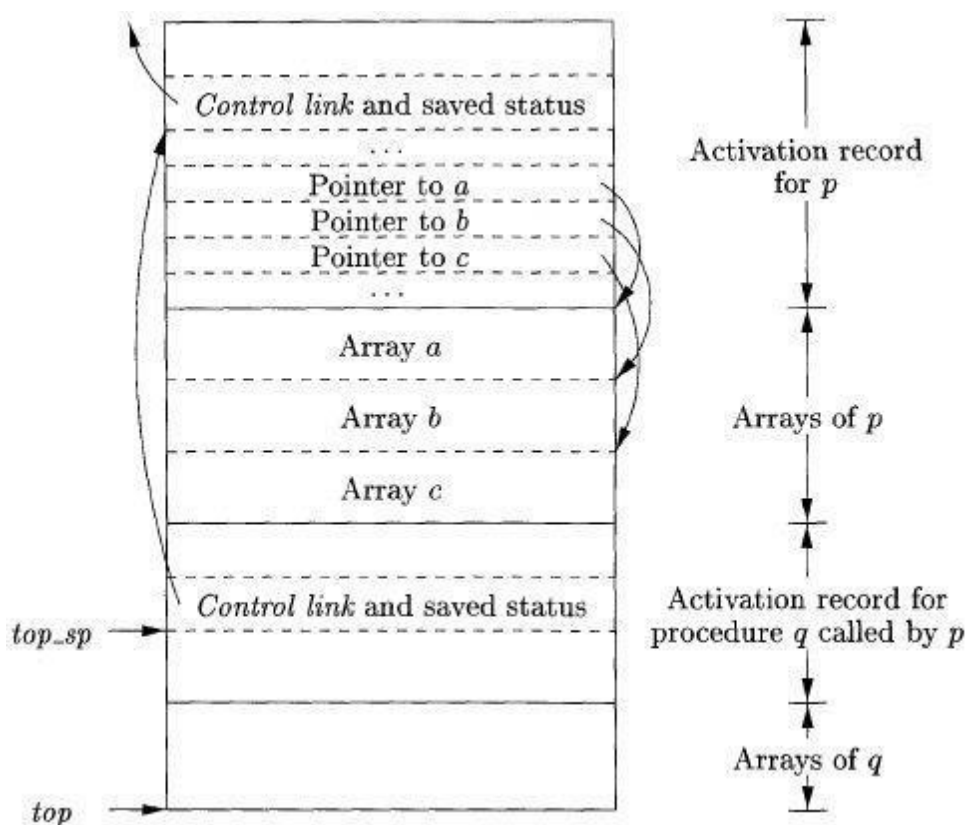 Control link and saved status
. . .
Pointer to a
Pointer to b
Pointer to c
. . .
Array a
Array b
Array c
Control link and saved status
top_sp
top
Activation record
for p
Arrays of p
Activation record for
procedure q called by p
Arrays of q